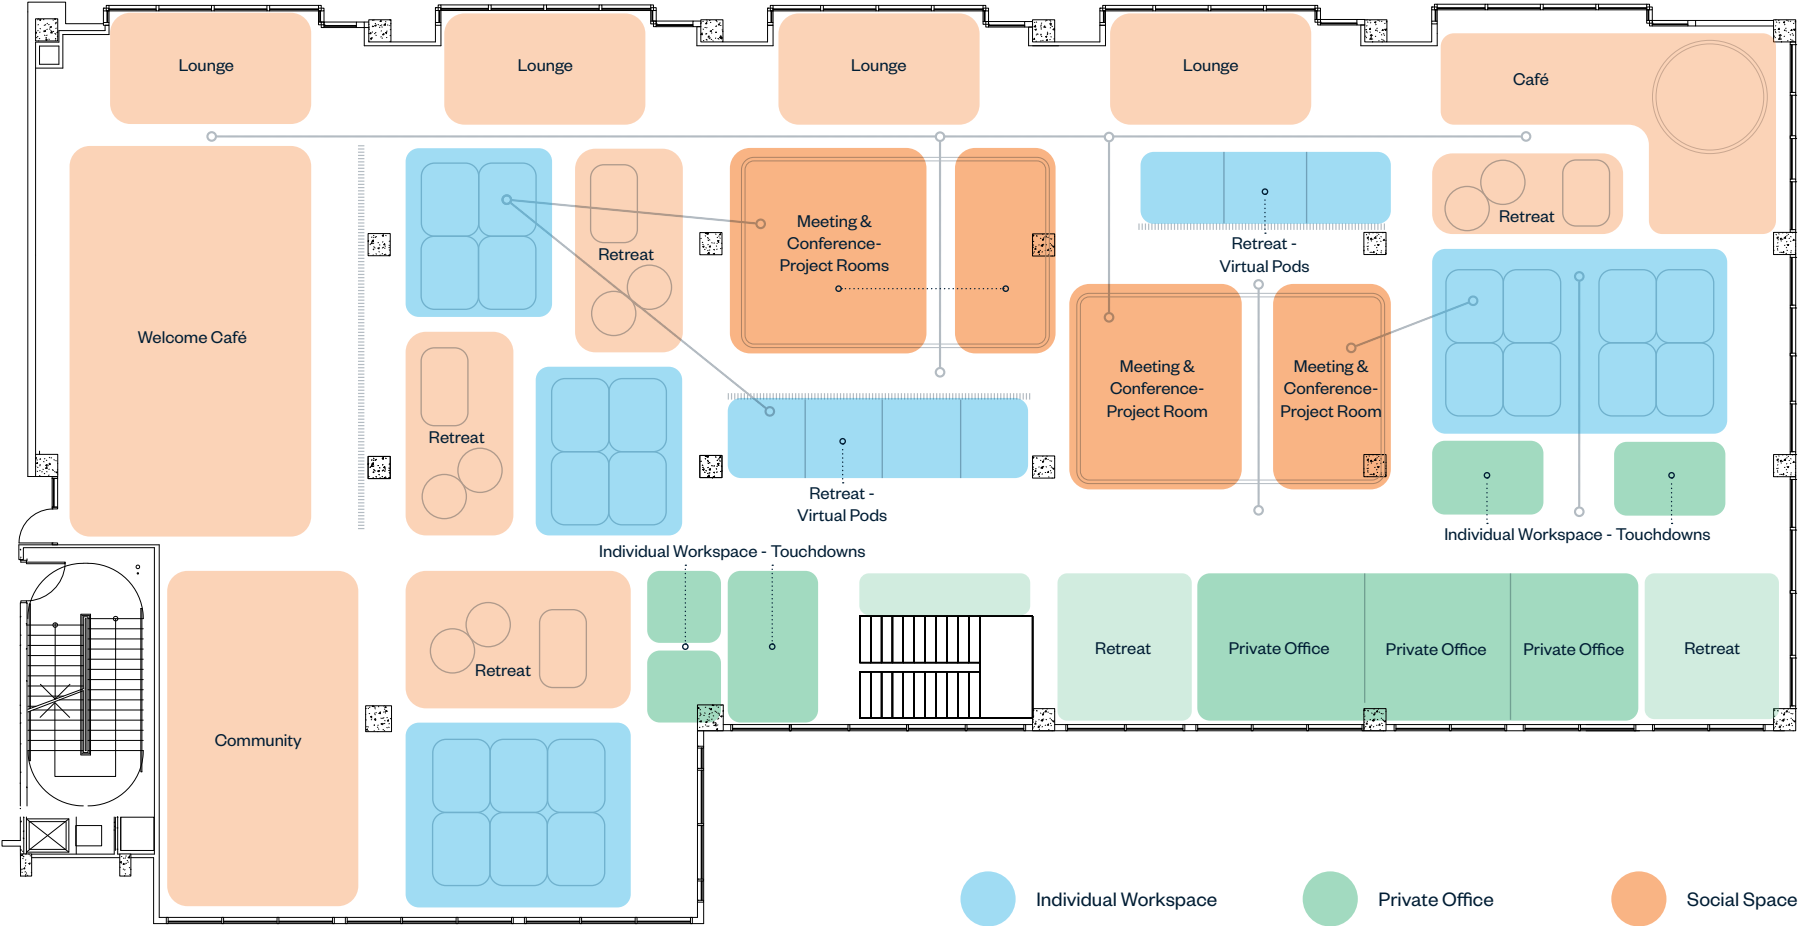 Lounge
Lounge
Lounge
Lounge
Café
Retreat
Meeting &
Conference-
Project Rooms
Retreat -
Virtual Pods
Retreat
Welcome Café
Retreat
Meeting &
Conference-
Project Room
Meeting &
Conference-
Project Room
Retreat -
Virtual Pods
Individual Workspace - Touchdowns
Individual Workspace - Touchdowns
Retreat
Community
Retreat
Private Office
Private Office
Private Office
Retreat
Individual Workspace
Private Office
Social Space